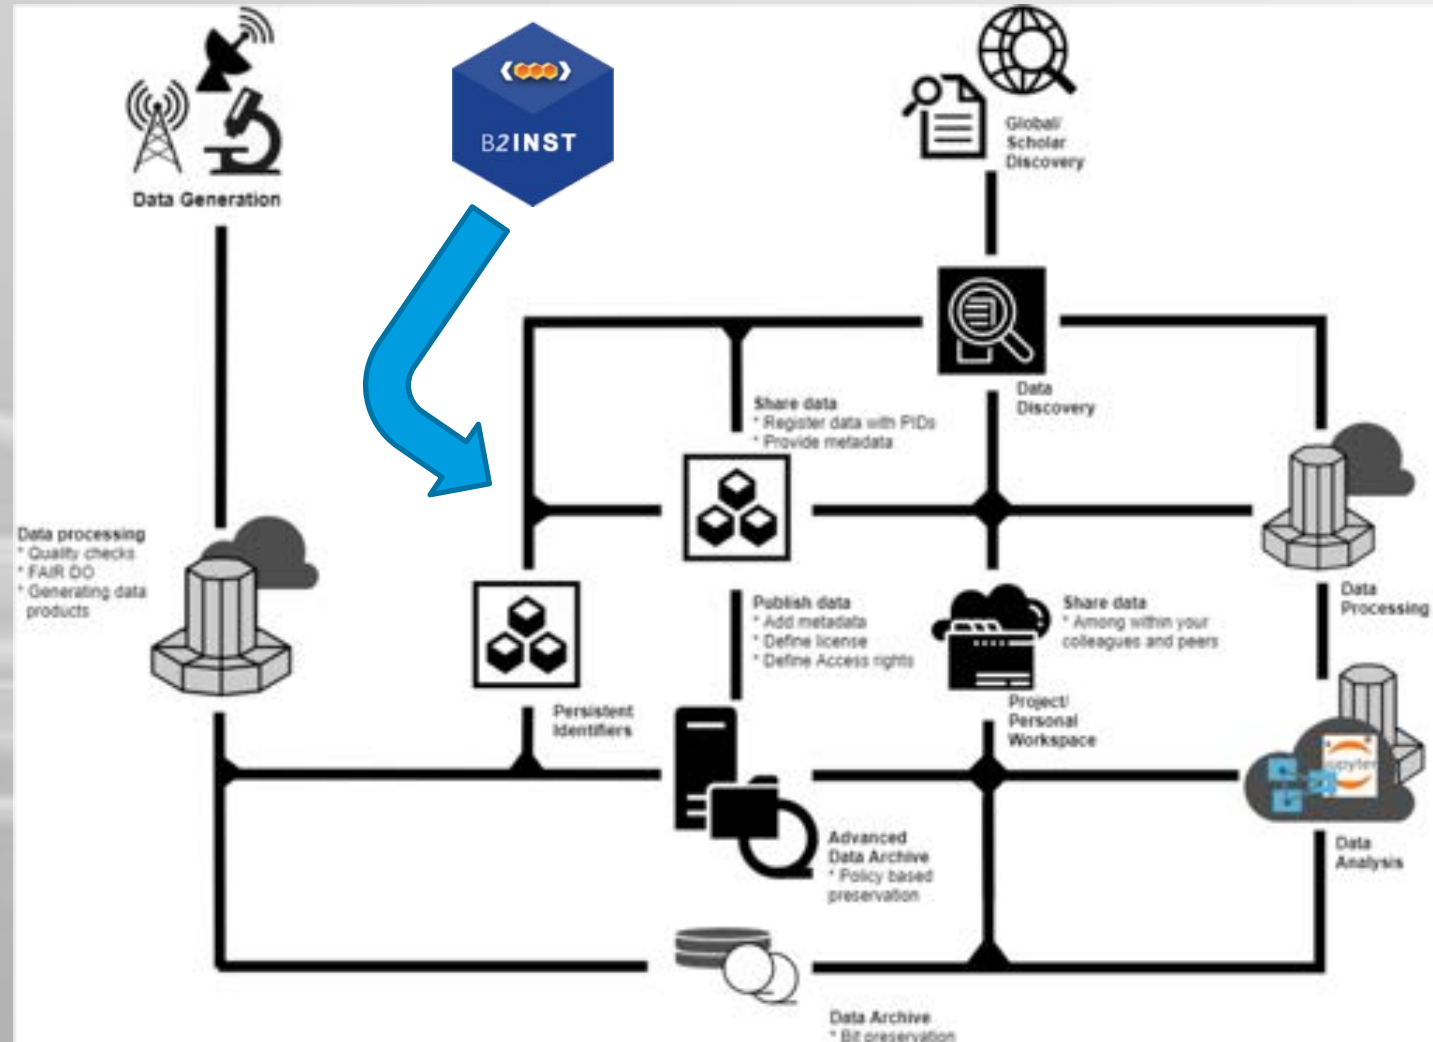 Data Generation
B2INST
Global/
Scholar
Discovery
Data
Discovery
Share data
* Register data with PIDs
* Provide metadata
Data processing
* Quality checks
* FAIR DO
* Generating data
products
Persistent
Identifiers
Publish data
* Add metadata
* Define license
* Define Access rights
Share data
* Among within your
colleagues and peers
Data
Processing
Project/
Personal
Workspace
jupyter
Advanced
Data Archive
* Policy based
preservation
Data
Analysis
Data Archive
* Bit preservation